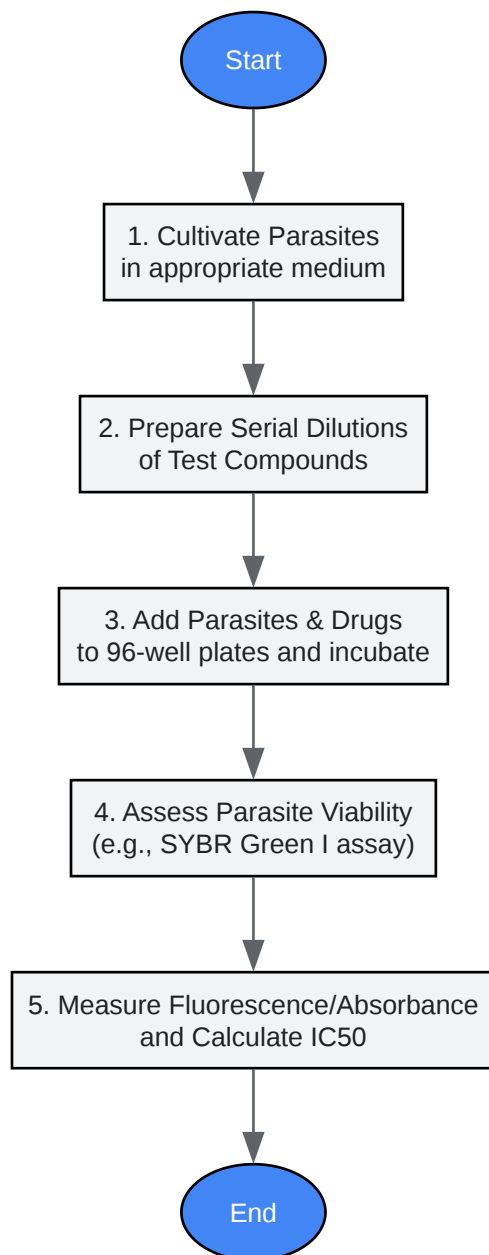 Start
1. Cultivate Parasites
in appropriate medium
2. Prepare Serial Dilutions
of Test Compounds
3. Add Parasites & Drugs
to 96-well plates and incubate
4. Assess Parasite Viability
(e.g., SYBR Green I assay)
5. Measure Fluorescence/Absorbance
and Calculate IC50
End